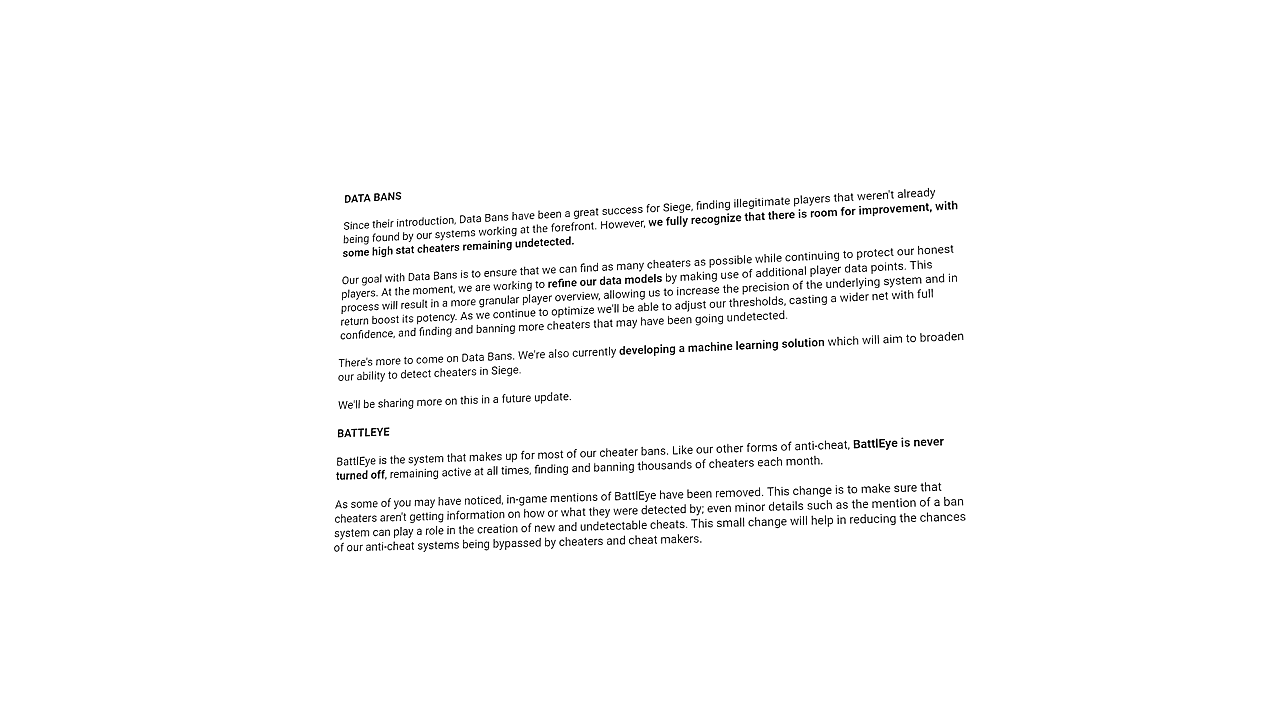 DATA BANS
Since their introduction, Data Bans have been a great success for Siege, finding illegitimate players that weren't already
being found by our systems working at the forefront. However, we fully recognize that there is room for improvement, with
some high stat cheaters remaining undetected.
Our goal with Data Bans is to ensure that we can find as many cheaters as possible while continuing to protect our honest
players. At the moment, we are working to refine our data models by making use of additional player data points. This
process will result in a more granular player overview, allowing us to increase the precision of the underlying system and in
return boost its potency. As we continue to optimize we'll be able to adjust our thresholds, casting a wider net with full
confidence, and finding and banning more cheaters that may have been going undetected.
There's more to come on Data Bans. We're also currently developing a machine learning solution which will aim to broaden
our ability to detect cheaters in Siege.
We'll be sharing more on this in a future update.
BATTLEYE
BattlEye is the system that makes up for most of our cheater bans. Like our other forms of anti-cheat, BattlEye is never
turned off, remaining active at all times, finding and banning thousands of cheaters each month.
As some of you may have noticed, in-game mentions of BattlEye have been removed. This change is to make sure that
cheaters aren't getting information on how or what they were detected by; even minor details such as the mention of a ban
system can play a role in the creation of new and undetectable cheats. This small change will help in reducing the chances
of our anti-cheat systems being bypassed by cheaters and cheat makers.